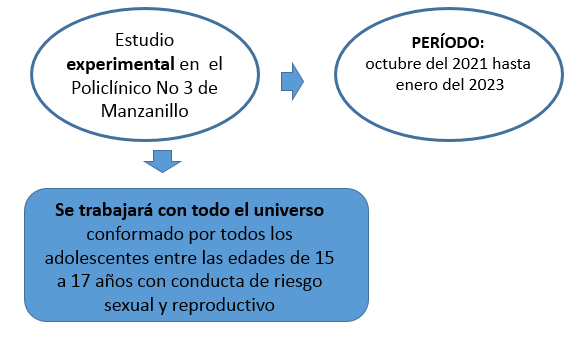 Estudio
experimental en el
Policlínico No 3 de
Manzanillo
PERÍODO:
octubre del 2021 hasta
enero del 2023
Se trabajará con todo el universo
conformado por todos los
adolescentes entre las edades de 15
a 17 años con conducta de riesgo
sexual y reproductivo